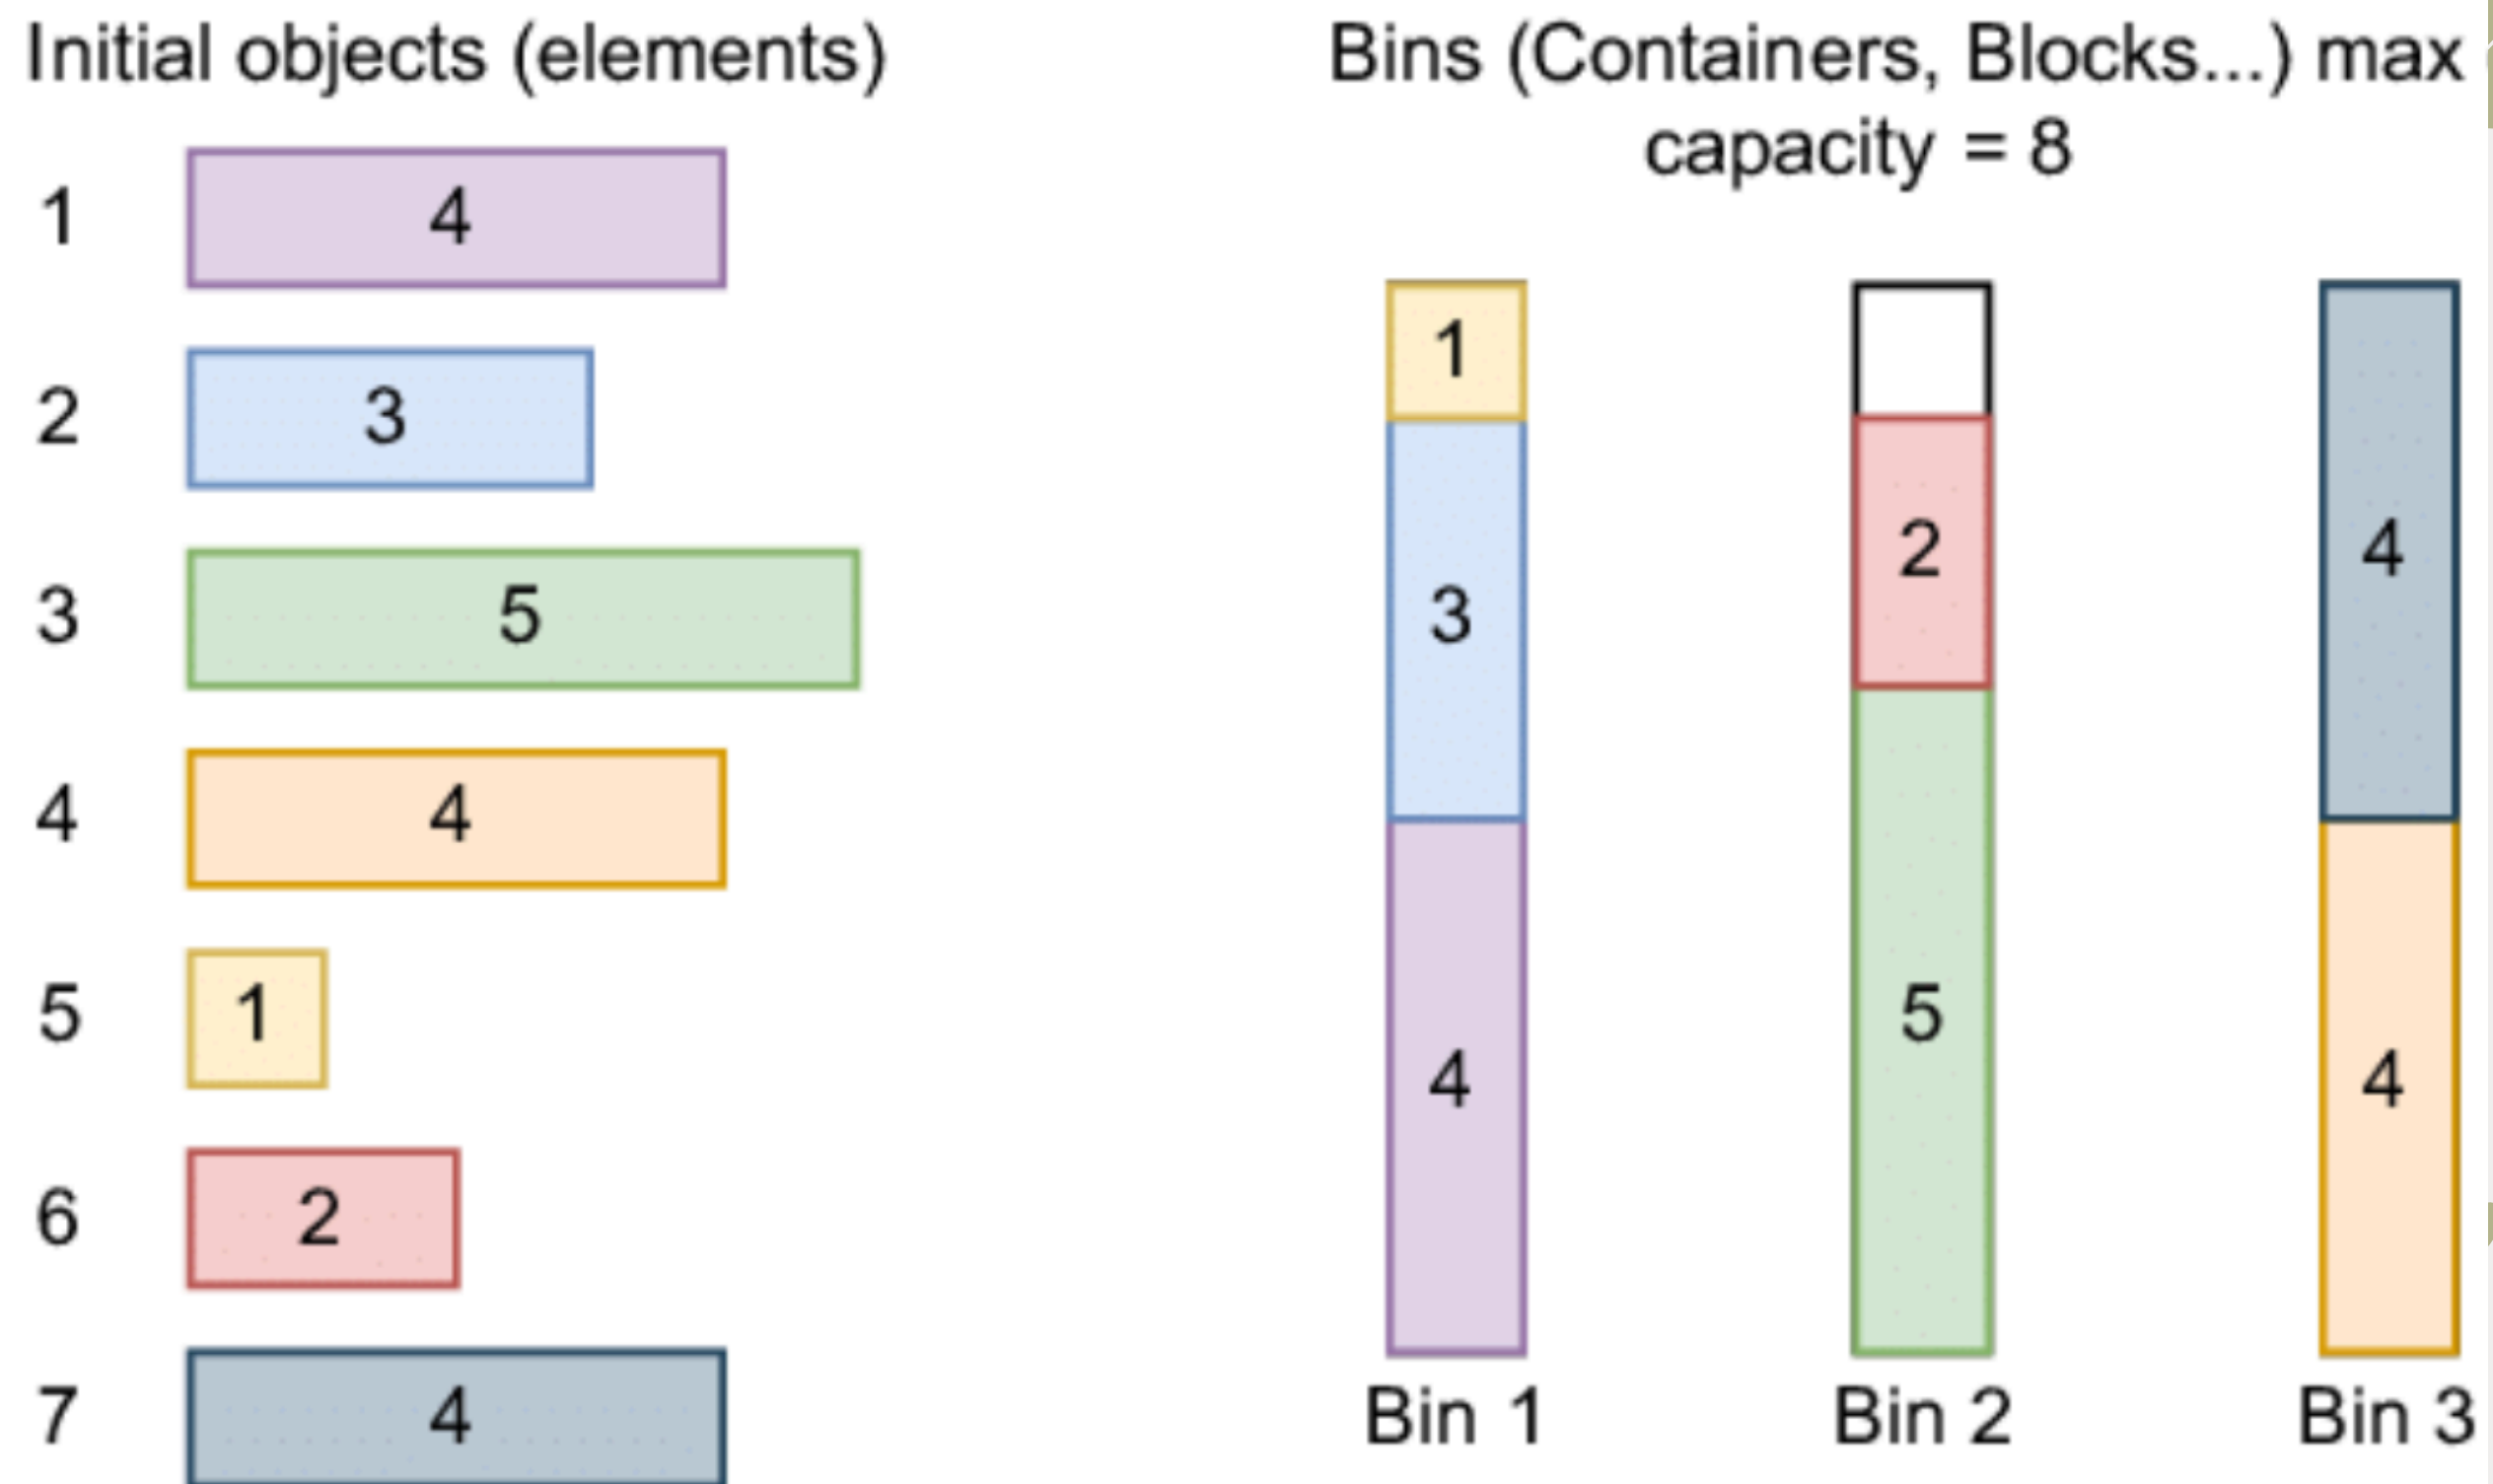 Initial objects (elements)
1 4
2 3
3 5
4 4
5 1
6 2
7 4
Bins (Containers, Blocks...) max
capacity = 8
1
3
4
Bin 1
2
5
Bin 2
4
4
Bin 3